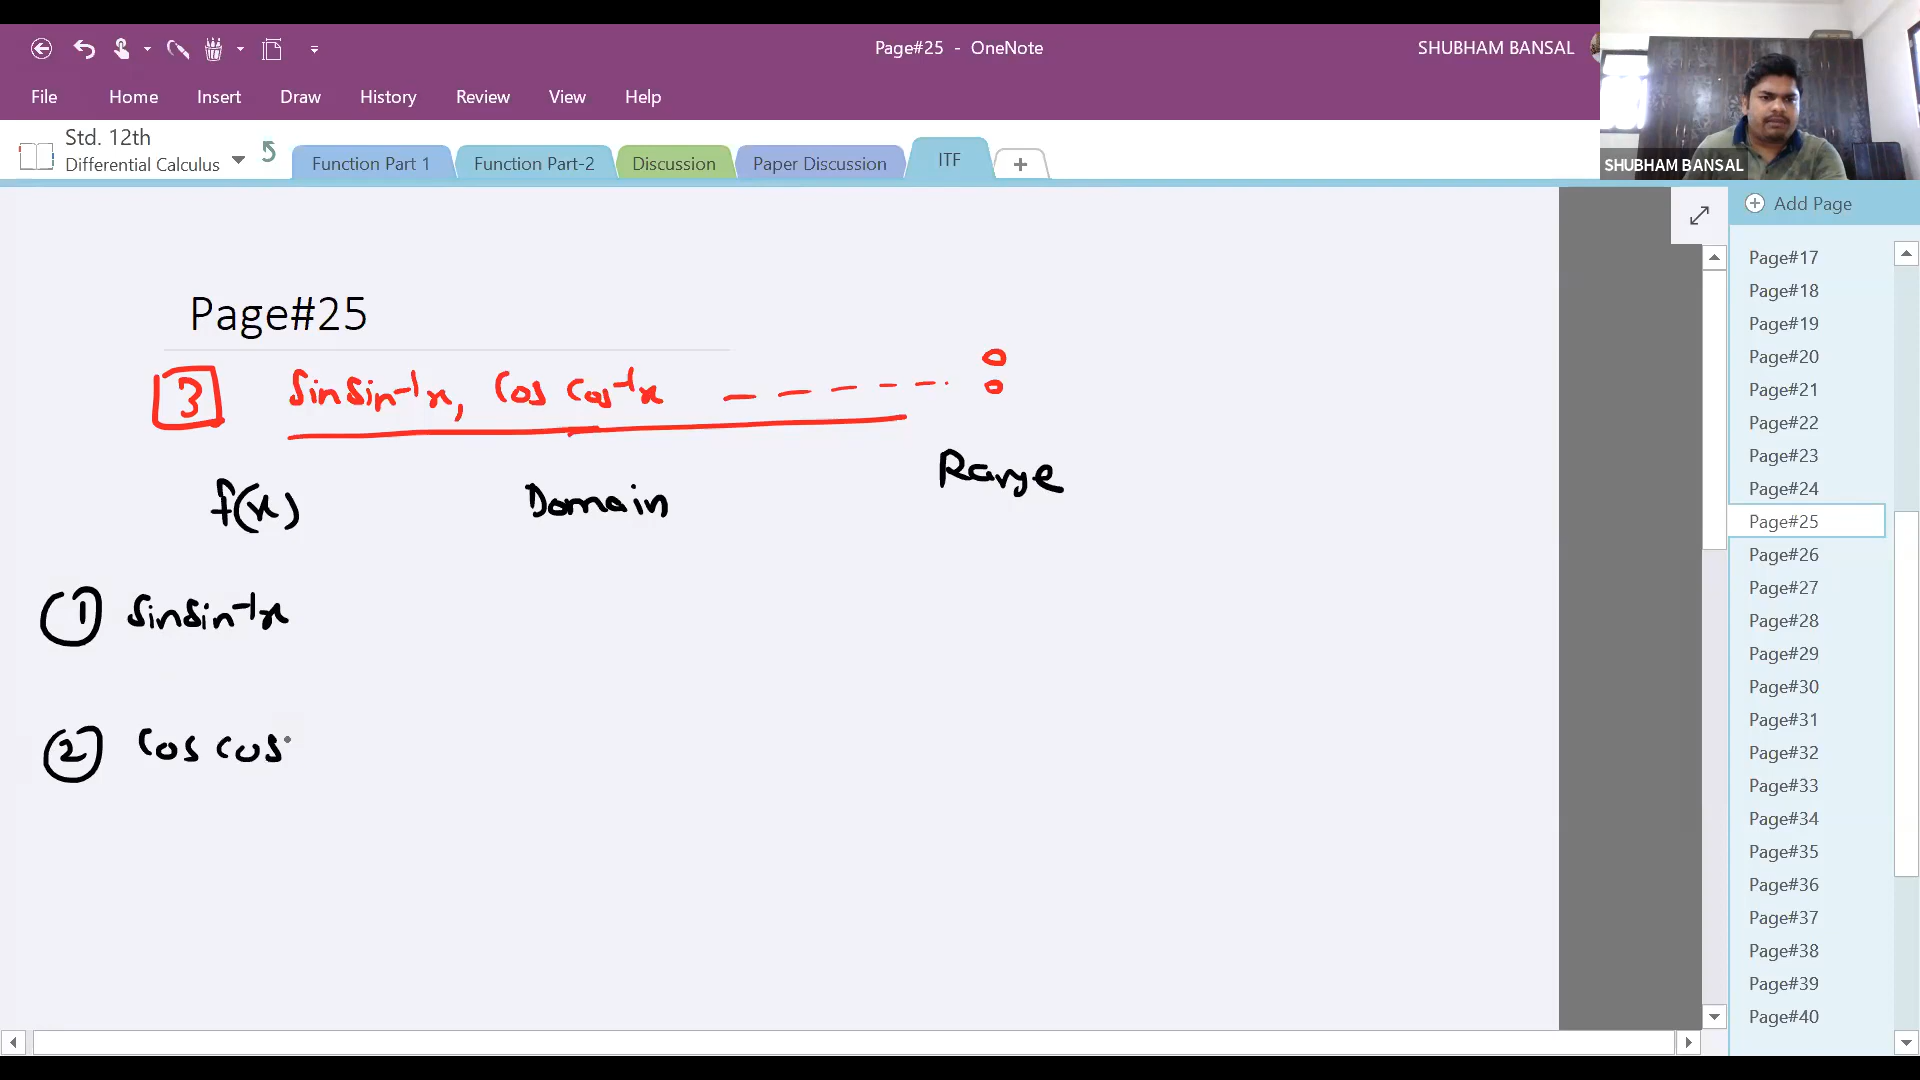 Page#25 - OneNote
SHUBHAM BANSAL
File Home Insert Draw History Review View Help
SHUBHAM BANSAL
Std. 12th
Differential Calculus
Function Part 1 Function Part-2 Discussion Paper Discussion ITF
Add Page
Page#25
3 sin sin⁻¹x, cos cos⁻¹x - - - - - - :
f(x) Domain Range
① sin sin⁻¹x
② cos cos
Page#17
Page#18
Page#19
Page#20
Page#21
Page#22
Page#23
Page#24
Page#25
Page#26
Page#27
Page#28
Page#29
Page#30
Page#31
Page#32
Page#33
Page#34
Page#35
Page#36
Page#37
Page#38
Page#39
Page#40